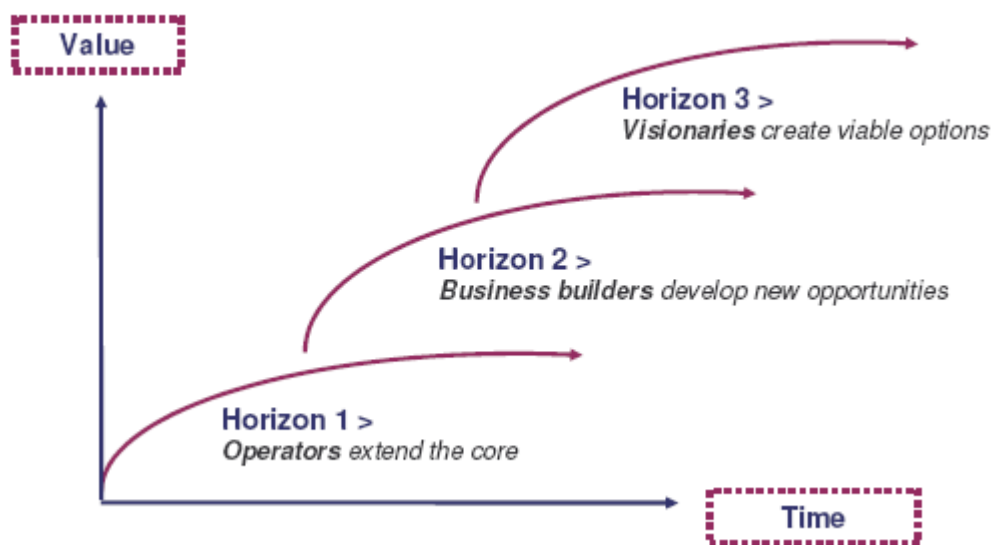 Value
Horizon 3 >
Visionaries create viable options
Horizon 2 >
Business builders develop new opportunities
Horizon 1 >
Operators extend the core
Time